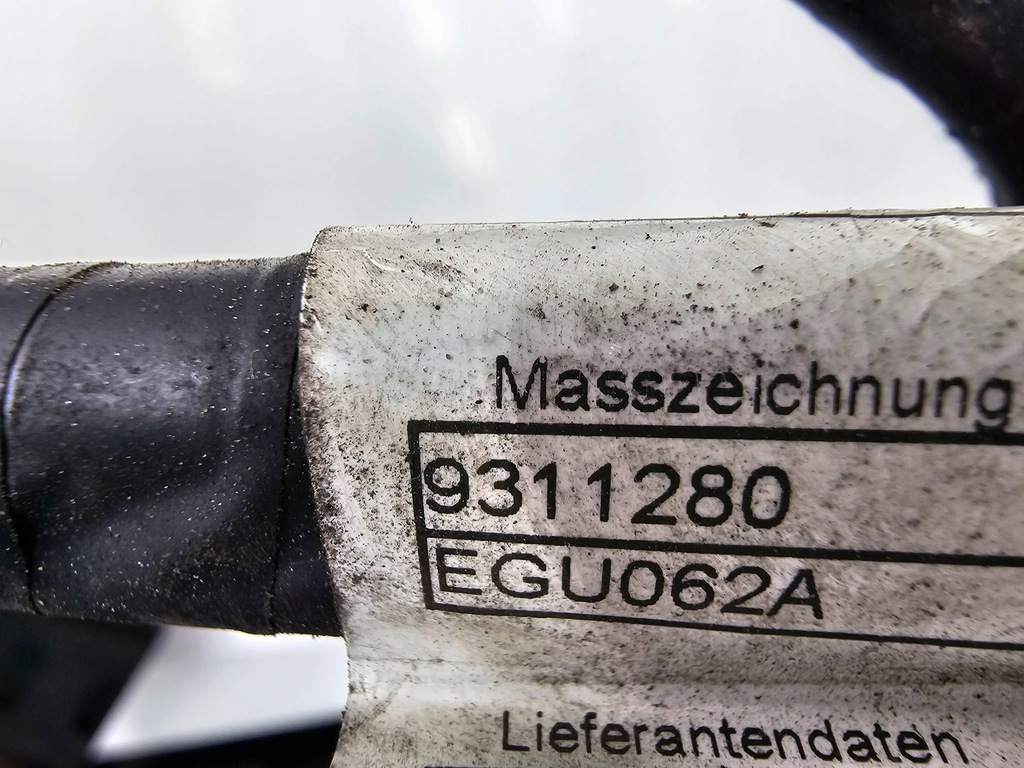 Masszeichnung
9311280
EGU062A
Lieferantendaten